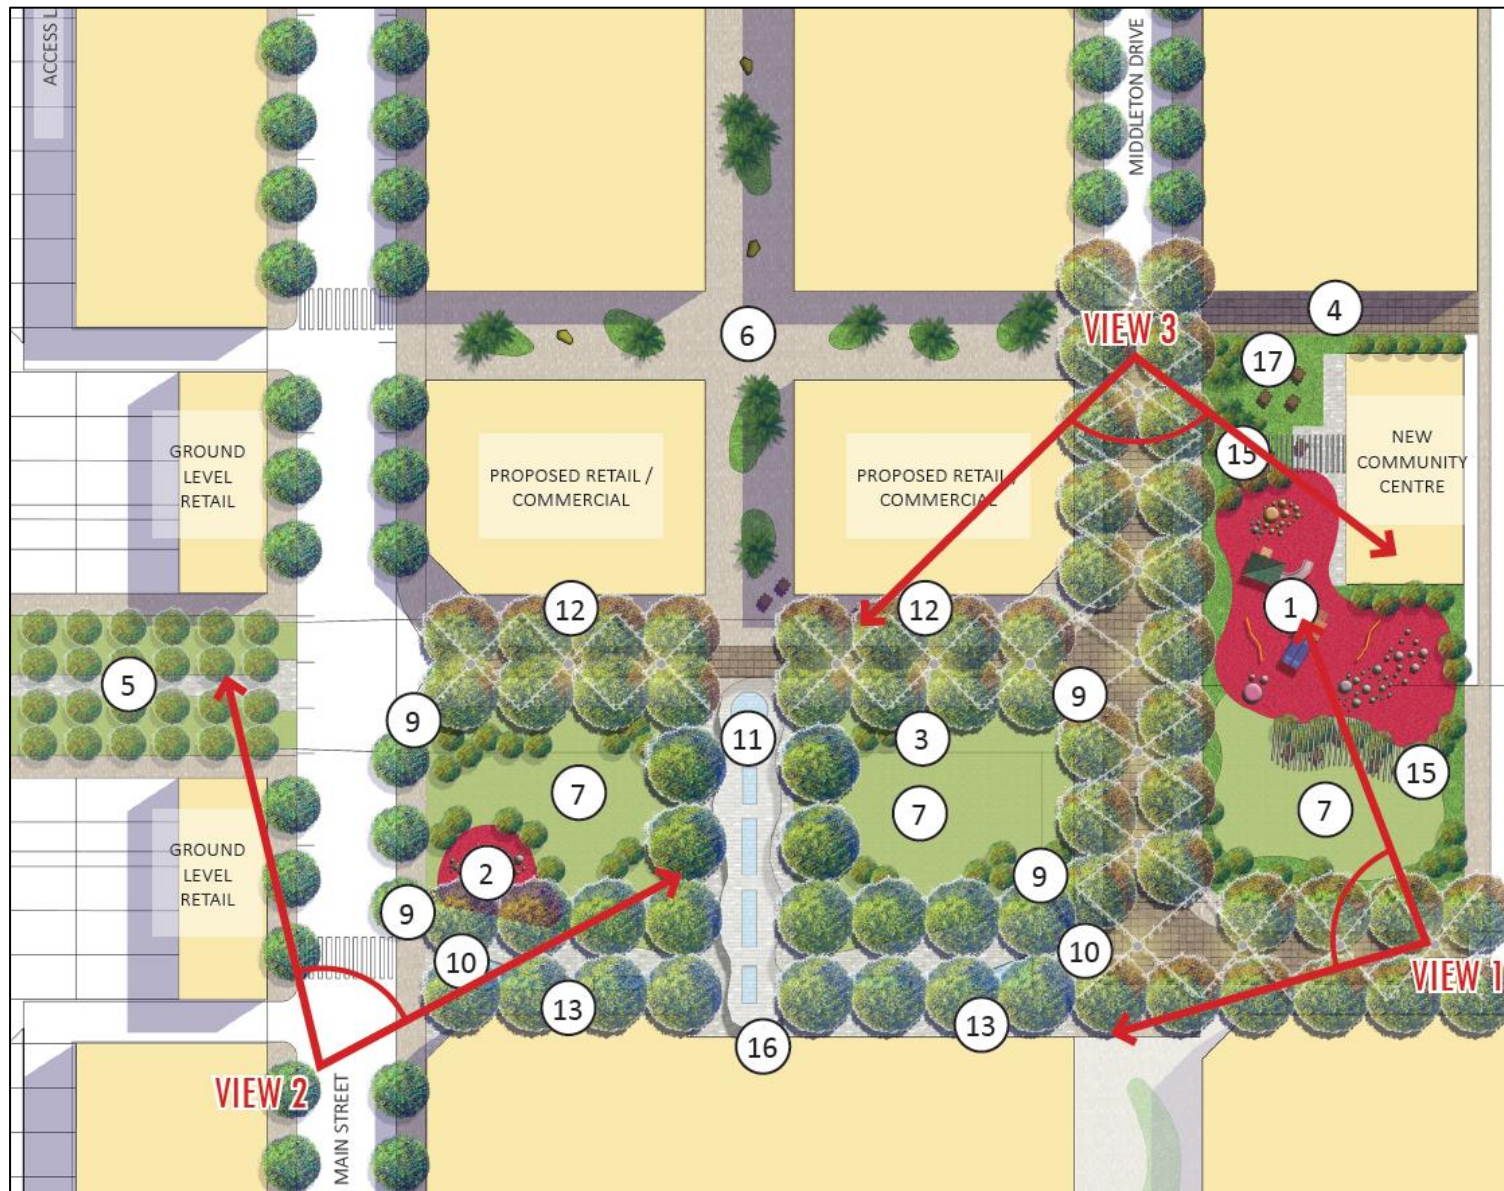 ACCESS L
MIDDLETON DRIVE
4
6
VIEW 3
17
GROUND
LEVEL
RETAIL
PROPOSED RETAIL /
COMMERCIAL
PROPOSED RETAIL /
COMMERCIAL
15
NEW
COMMUNITY
CENTRE
12
12
1
5
9
9
11
3
7
7
15
7
GROUND
LEVEL
RETAIL
2
9
9
10
10
13
13
16
VIEW 1
VIEW 2
MAIN STREET